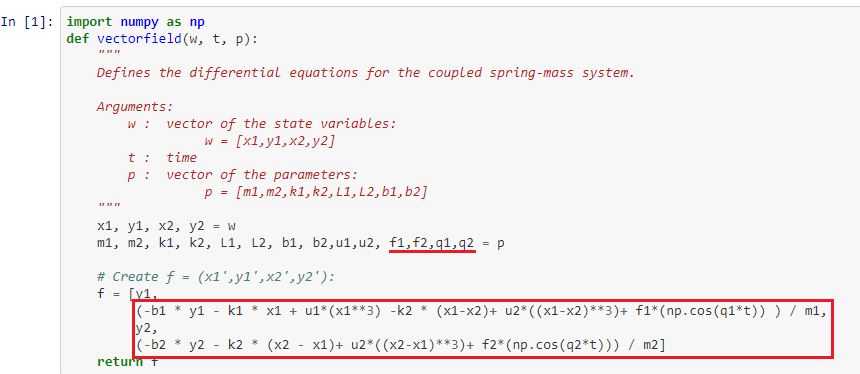 In [1]: import numpy as np
def vectorfield(w, t, p):
"""
Defines the differential equations for the coupled spring-mass system.
Arguments:
w :  vector of the state variables:
w = [x1,y1,x2,y2]
t :  time
p :  vector of the parameters:
p = [m1,m2,k1,k2,L1,L2,b1,b2]
"""
x1, y1, x2, y2 = w
m1, m2, k1, k2, L1, L2, b1, b2,u1,u2, f1,f2,q1,q2 = p
# Create f = (x1',y1',x2',y2'):
f = [y1,
(-b1 * y1 - k1 * x1 + u1*(x1**3) -k2 * (x1-x2)+ u2*((x1-x2)**3)+ f1*(np.cos(q1*t)) ) / m1,
y2,
(-b2 * y2 - k2 * (x2 - x1)+ u2*((x2-x1)**3)+ f2*(np.cos(q2*t))) / m2]
return f